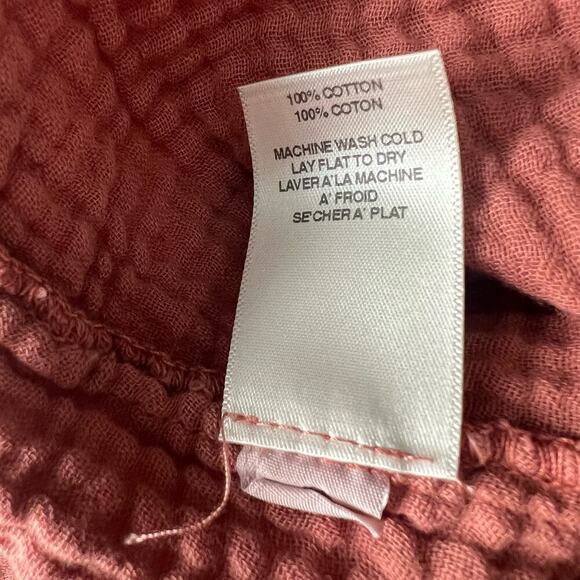 100% COTTON
100% COTON
MACHINE WASH COLD
LAY FLAT TO DRY
LAVER A'LA MACHINE
A' FROID
SE'CHER A' PLAT